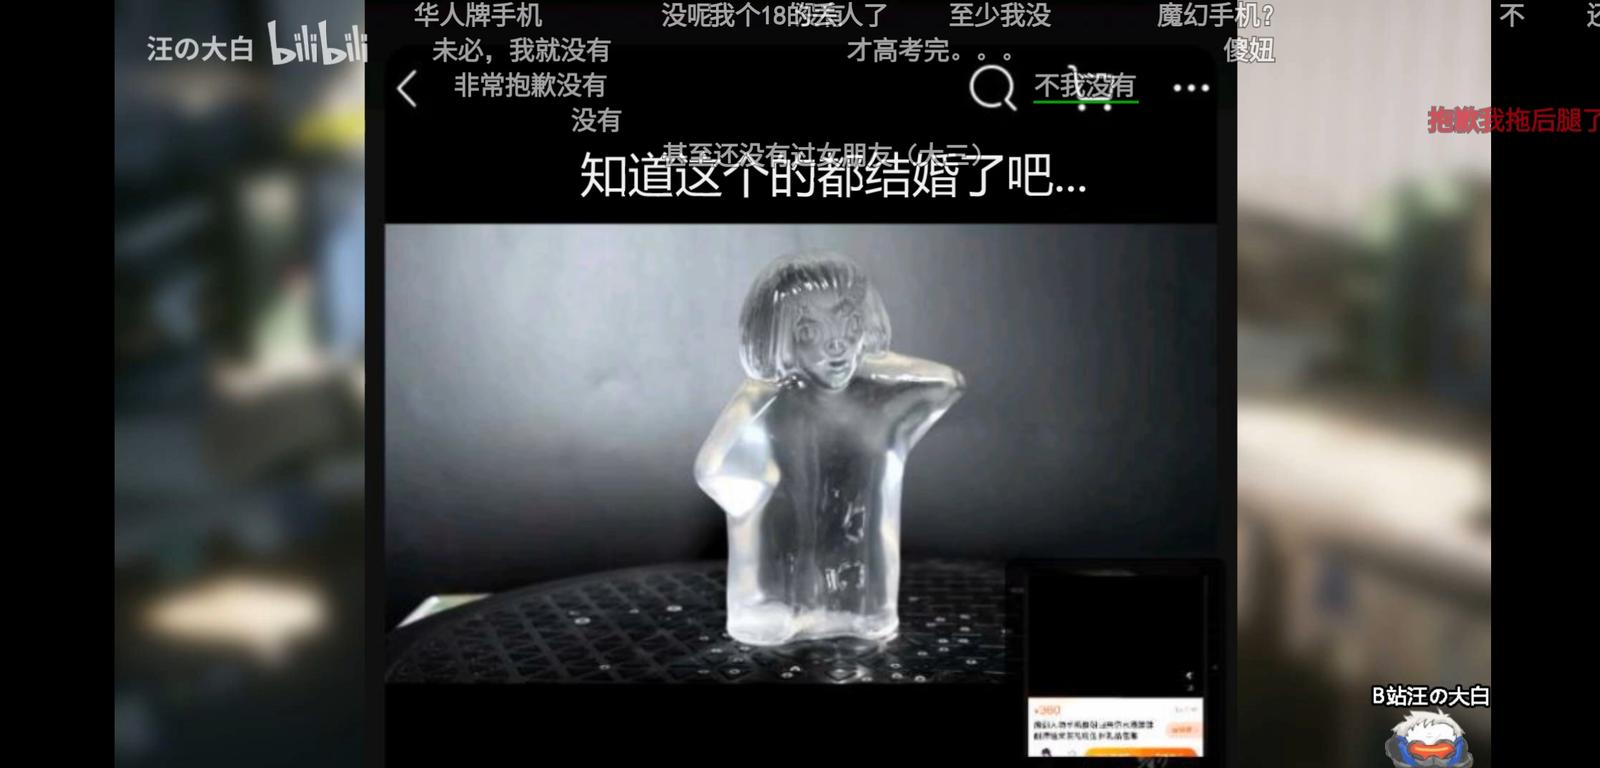 华人牌手机
没呢我个18的
至少我没
魔幻手机?
不
汪の大白 bilibili
未必，我就没有
才高考完。。。
傻妞
非常抱歉没有
不我没有
没有
抱歉我拖后腿了
甚至还没有过女朋友（大三）
知道这个的都结婚了吧...
B站汪の大白
¥360